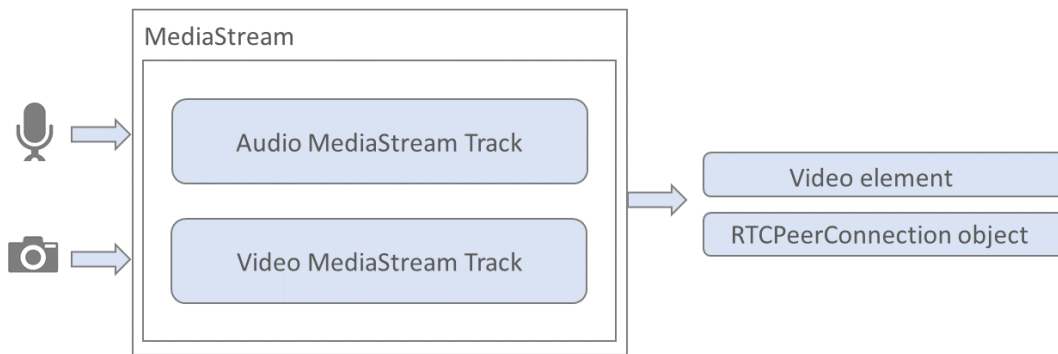 MediaStream
Audio MediaStream Track
Video MediaStream Track
Video element
RTCPeerConnection object